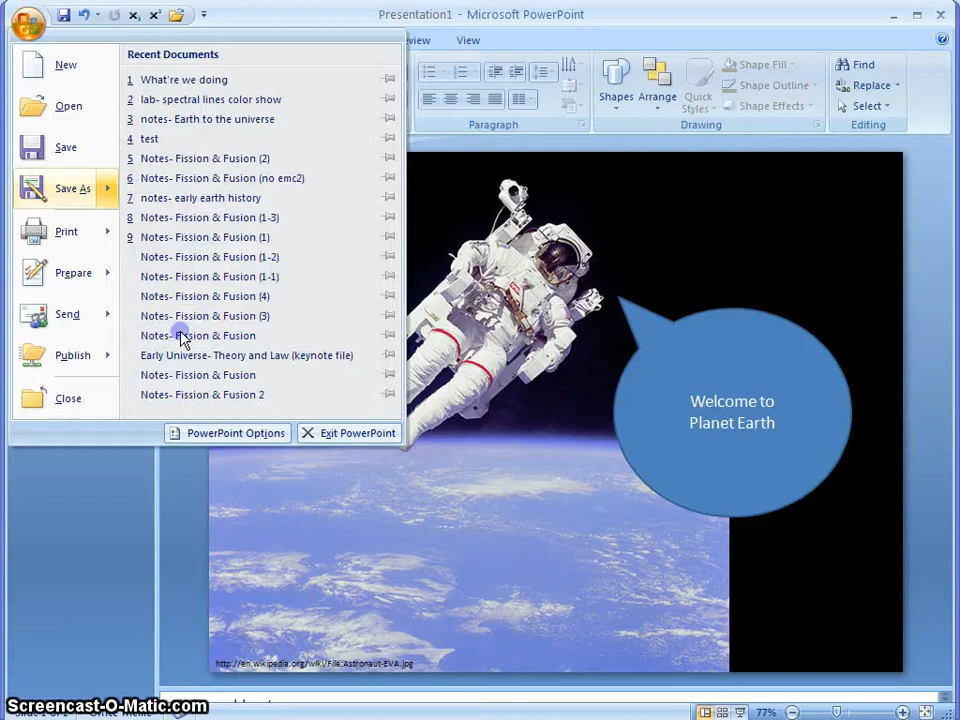 Presentation1 - Microsoft PowerPoint
View
New
Open
Save
Save As
Print
Prepare
Send
Publish
Close
Recent Documents
1 What're we doing
2 lab- spectral lines color show
3 notes- Earth to the universe
4 test
5 Notes- Fission & Fusion (2)
6 Notes- Fission & Fusion (no emc2)
7 notes- early earth history
8 Notes- Fission & Fusion (1-3)
9 Notes- Fission & Fusion (1)
Notes- Fission & Fusion (1-2)
Notes- Fission & Fusion (1-1)
Notes- Fission & Fusion (4)
Notes- Fission & Fusion (3)
Notes- Fission & Fusion
Early Universe- Theory and Law (keynote file)
Notes- Fission & Fusion
Notes- Fission & Fusion 2
PowerPoint Options
Exit PowerPoint
Paragraph
Shapes
Arrange
Quick
Styles
Shape Fill
Shape Outline
Shape Effects
Drawing
Find
Replace
Select
Editing
Welcome to
Planet Earth
http://en.wikipedia.org/wiki/File:Astronaut-EVA.jpg
77%
Screencast-O-Matic.com